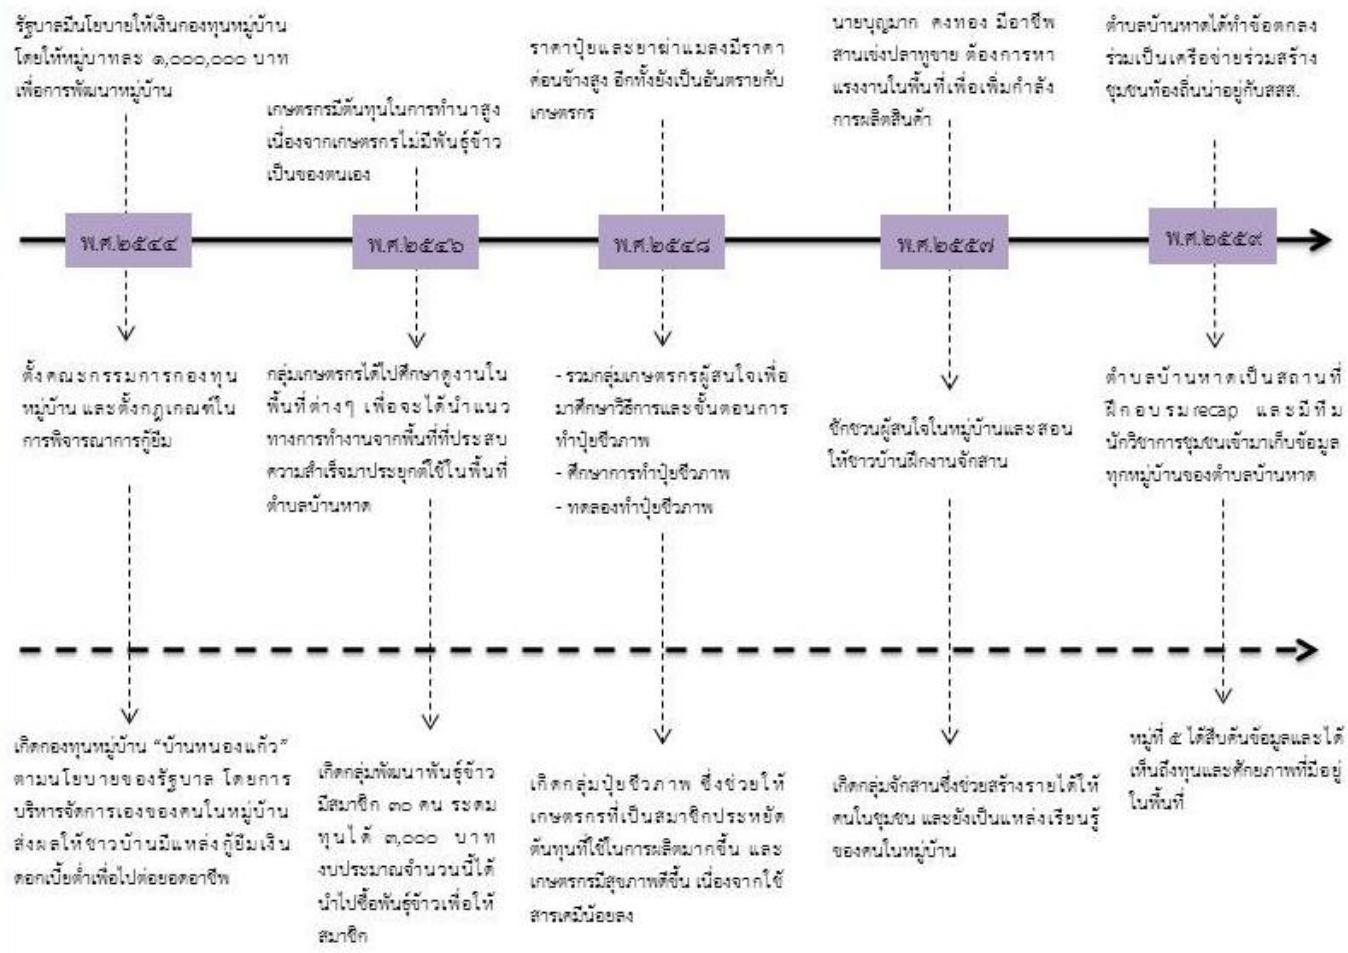 รัฐบาลมีนโยบายให้เงินกองทุนหมู่บ้าน
โดยให้หมู่บาทละ ๑,๐๐๐,๐๐๐ บาท
เพื่อการพัฒนาหมู่บ้าน
เกษตรกรมีต้นทุนในการทำนาสูง
เนื่องจากเกษตรกรไม่มีพันธุ์ข้าว
เป็นของตนเอง
ราคาปุ๋ยและยาฆ่าแมลงมีราคา
ค่อนข้างสูง อีกทั้งยังเป็นอันตรายกับ
เกษตรกร
นายบุญมาก คงทอง มีอาชีพ
สานเข่งปลาทูขาย ต้องการหา
แรงงานในพื้นที่เพื่อเพิ่มกำลัง
การผลิตสินค้า
ตำบลบ้านหาดได้ทำข้อตกลง
ร่วมเป็นเครือข่ายร่วมสร้าง
ชุมชนท้องถิ่นน่าอยู่กับสสส.
พ.ศ.๒๕๔๔
พ.ศ.๒๕๔๖
พ.ศ.๒๕๔๘
พ.ศ.๒๕๕๗
พ.ศ.๒๕๕๙
ตั้งคณะกรรมการกองทุน
หมู่บ้าน และตั้งกฎเกณฑ์ใน
การพิจารณาการกู้ยืม
กลุ่มเกษตรกรได้ไปศึกษาดูงานใน
พื้นที่ต่างๆ เพื่อจะได้นำแนว
ทางการทำงานจากพื้นที่ที่ประสบ
ความสำเร็จมาประยุกต์ใช้ในพื้นที่
ตำบลบ้านหาด
- รวมกลุ่มเกษตรกรผู้สนใจเพื่อ
มาศึกษาวิธีการและขั้นตอนการ
ทำปุ๋ยชีวภาพ
- ศึกษาการทำปุ๋ยชีวภาพ
- ทดลองทำปุ๋ยชีวภาพ
ชักชวนผู้สนใจในหมู่บ้านและสอน
ให้ชาวบ้านฝึกงานจักสาน
ตำบลบ้านหาดเป็นสถานที่
ฝึกอบรม recap และมีทีม
นักวิชาการชุมชนเข้ามาเก็บข้อมูล
ทุกหมู่บ้านของตำบลบ้านหาด
เกิดกองทุนหมู่บ้าน “บ้านหนองแก้ว”
ตามนโยบายของรัฐบาล โดยการ
บริหารจัดการเองของคนในหมู่บ้าน
ส่งผลให้ชาวบ้านมีแหล่งกู้ยืมเงิน
ดอกเบี้ยต่ำเพื่อไปต่อยอดอาชีพ
เกิดกลุ่มพัฒนาพันธุ์ข้าว
มีสมาชิก ๓๐ คน ระดม
ทุนได้ ๓,๐๐๐ บาท
งบประมาณจำนวนนี้ได้
นำไปซื้อพันธุ์ข้าวเพื่อให้
สมาชิก
เกิดกลุ่มปุ๋ยชีวภาพ ซึ่งช่วยให้
เกษตรกรที่เป็นสมาชิกประหยัด
ต้นทุนที่ใช้ในการผลิตมากขึ้น และ
เกษตรกรมีสุขภาพดีขึ้น เนื่องจากใช้
สารเคมีน้อยลง
เกิดกลุ่มจักสานซึ่งช่วยสร้างรายได้ให้
คนในชุมชน และยังเป็นแหล่งเรียนรู้
ของคนในหมู่บ้าน
หมู่ที่ ๕ ได้สืบค้นข้อมูลและได้
เห็นถึงทุนและศักยภาพที่มีอยู่
ในพื้นที่